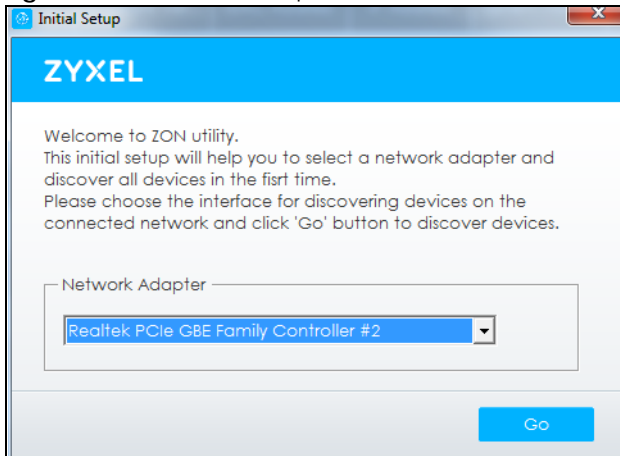 Initial Setup
ZYXEL
Welcome to ZON utility.
This initial setup will help you to select a network adapter and
discover all devices in the fisrt time.
Please choose the interface for discovering devices on the
connected network and click 'Go' button to discover devices.
Network Adapter
Realtek PCIe GBE Family Controller #2
Go